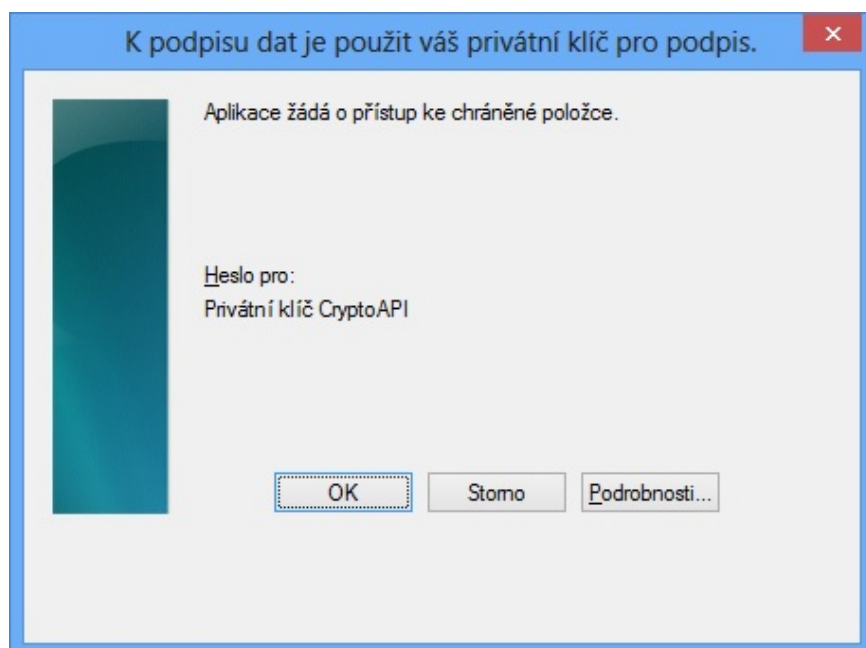 K podpisu dat je použit váš privátní klíč pro podpis.
Aplikace žádá o přístup ke chráněné položce.
Heslo pro:
Privátní klíč CryptoAPI
OK Storno Podrobnosti...